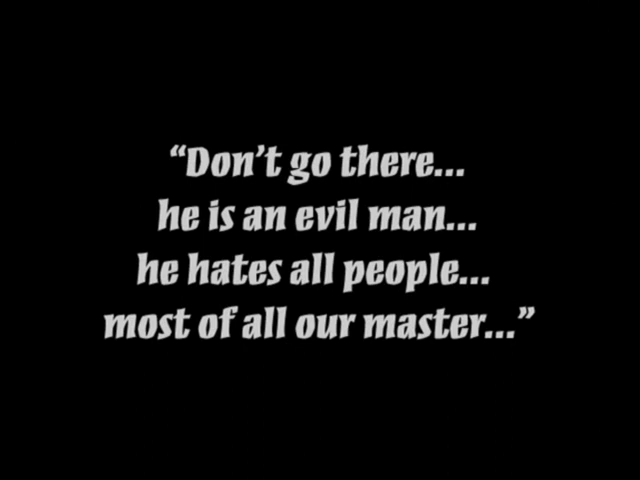 “Don’t go there...
he is an evil man...
he hates all people...
most of all our master...”